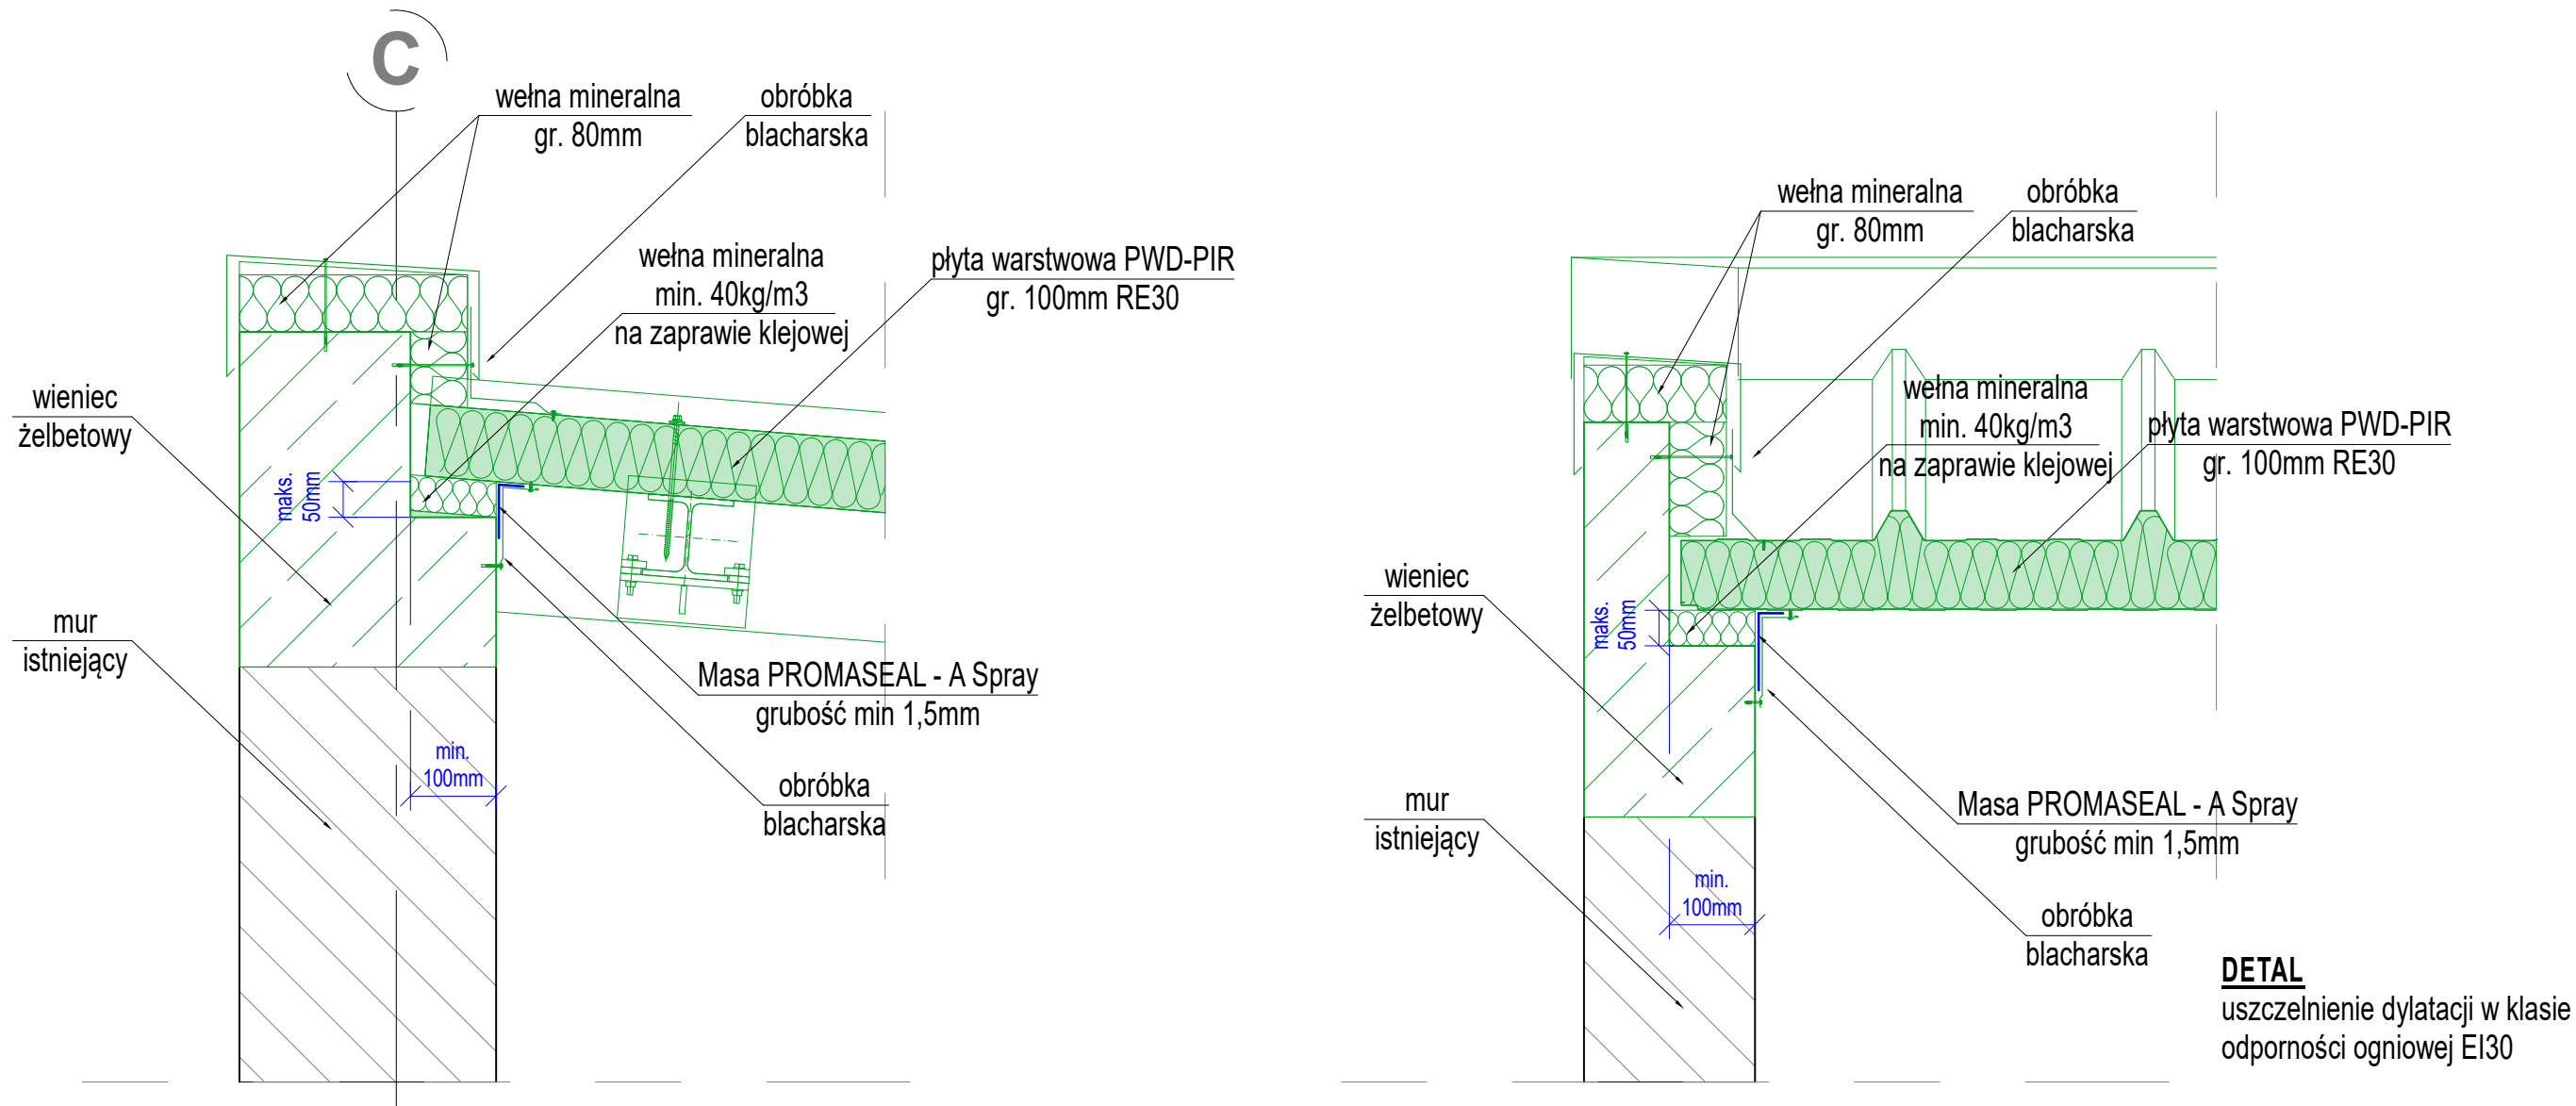 C
wełna mineralna
gr. 80mm
obróbka
blacharska
wełna mineralna
min. 40kg/m3
na zaprawie klejowej
płyta warstwowa PWD-PIR
gr. 100mm RE30
wieniec
żelbetowy
maks.
50mm
mur
istniejący
Masa PROMASEAL - A Spray
grubość min 1,5mm
min.
100mm
obróbka
blacharska
wełna mineralna
gr. 80mm
obróbka
blacharska
wełna mineralna
min. 40kg/m3
na zaprawie klejowej
płyta warstwowa PWD-PIR
gr. 100mm RE30
wieniec
żelbetowy
maks.
50mm
mur
istniejący
Masa PROMASEAL - A Spray
grubość min 1,5mm
min.
100mm
obróbka
blacharska
DETAL
uszczelnienie dylatacji w klasie
odporności ogniowej EI30